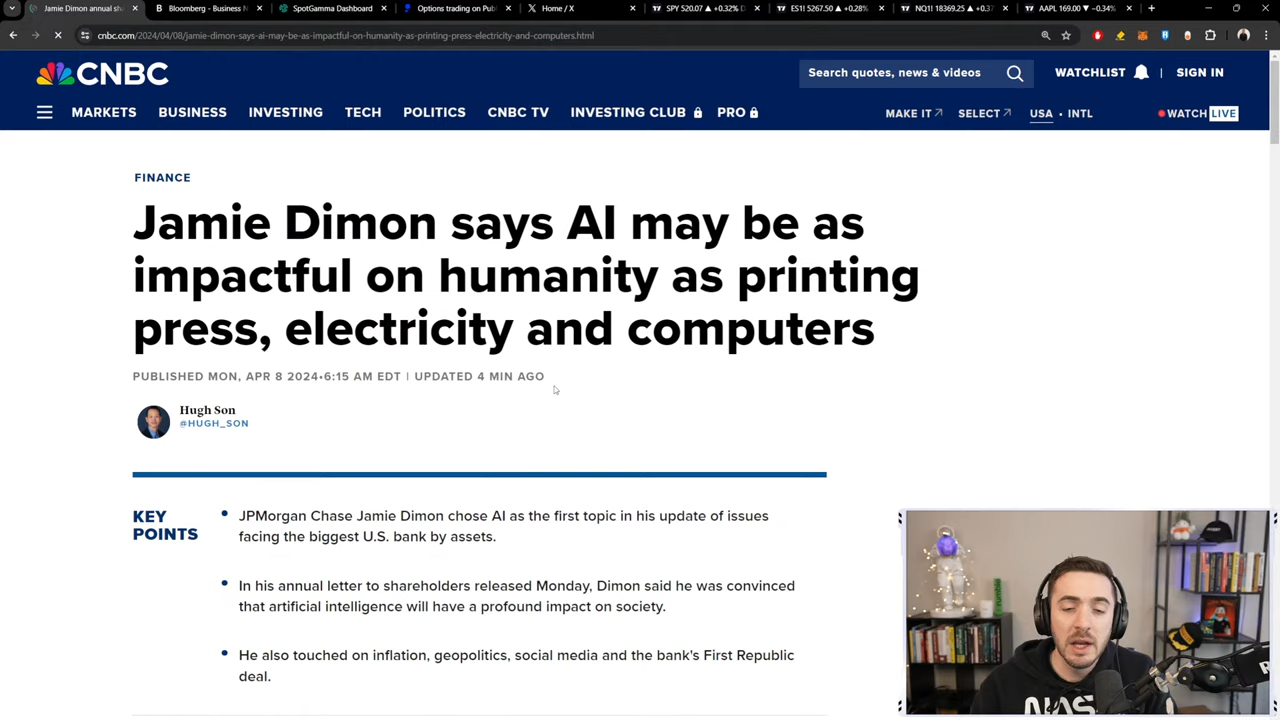 Jamie Dimon annual sha
Bloomberg - Business N
SpotGamma Dashboard
Options trading on Pub
Home / X
SPY 520.07 ▲ +0.32%
ES1! 5267.50 ▲ +0.28%
NQ1! 18369.25 ▲ +0.3
AAPL 169.00 ▼ −0.34%
cnbc.com/2024/04/08/jamie-dimon-says-ai-may-be-as-impactful-on-humanity-as-printing-press-electricity-and-computers.html
CNBC
Search quotes, news & videos
WATCHLIST | SIGN IN
MARKETS BUSINESS INVESTING TECH POLITICS CNBC TV INVESTING CLUB PRO
MAKE IT SELECT USA • INTL WATCH LIVE
FINANCE
Jamie Dimon says AI may be as
impactful on humanity as printing
press, electricity and computers
PUBLISHED MON, APR 8 2024•6:15 AM EDT | UPDATED 4 MIN AGO
Hugh Son
@HUGH_SON
KEY
POINTS
JPMorgan Chase Jamie Dimon chose AI as the first topic in his update of issues
facing the biggest U.S. bank by assets.
In his annual letter to shareholders released Monday, Dimon said he was convinced
that artificial intelligence will have a profound impact on society.
He also touched on inflation, geopolitics, social media and the bank's First Republic
deal.